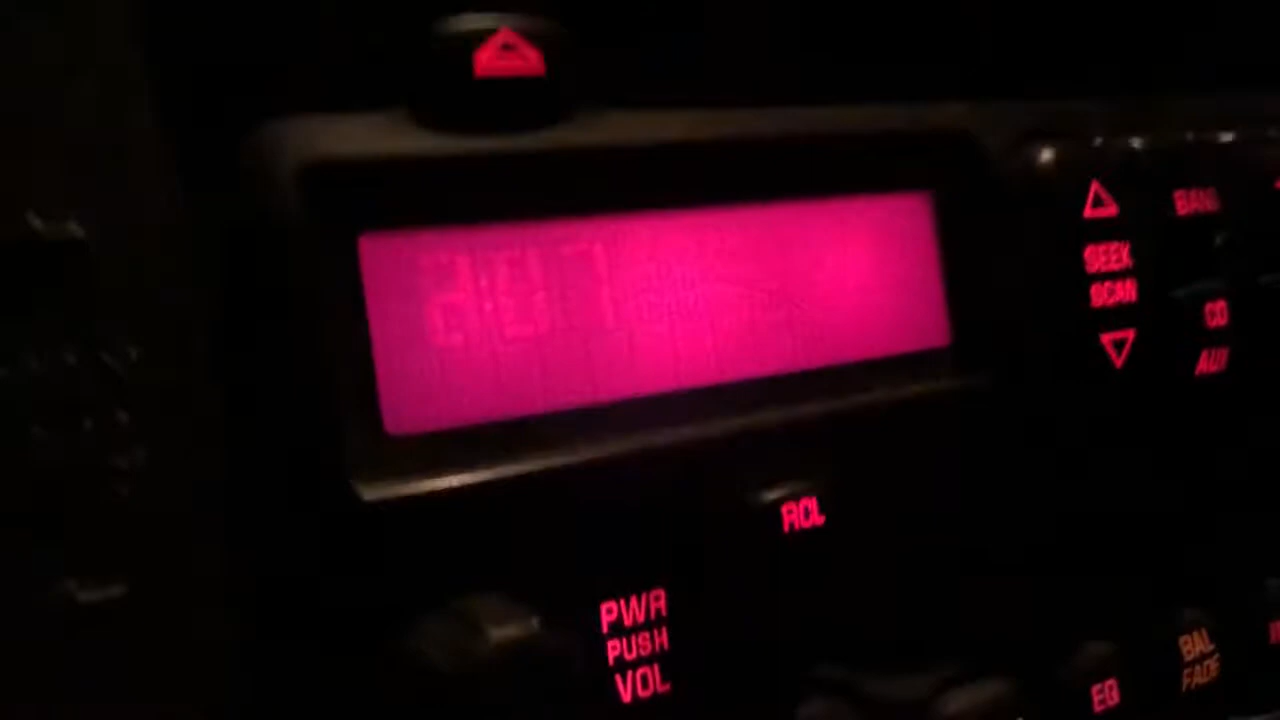 BAND
SEEK
SCAN
CD
AUX
RCL
PWR
PUSH
VOL
BAL
FADE
EQ